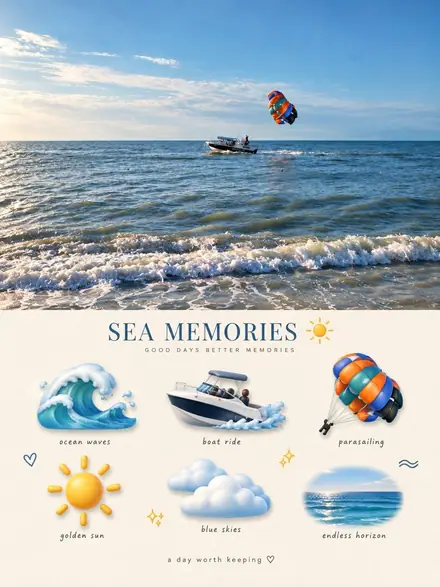 SEA MEMORIES
GOOD DAYS BETTER MEMORIES
ocean waves
boat ride
parasailing
golden sun
blue skies
endless horizon
a day worth keeping